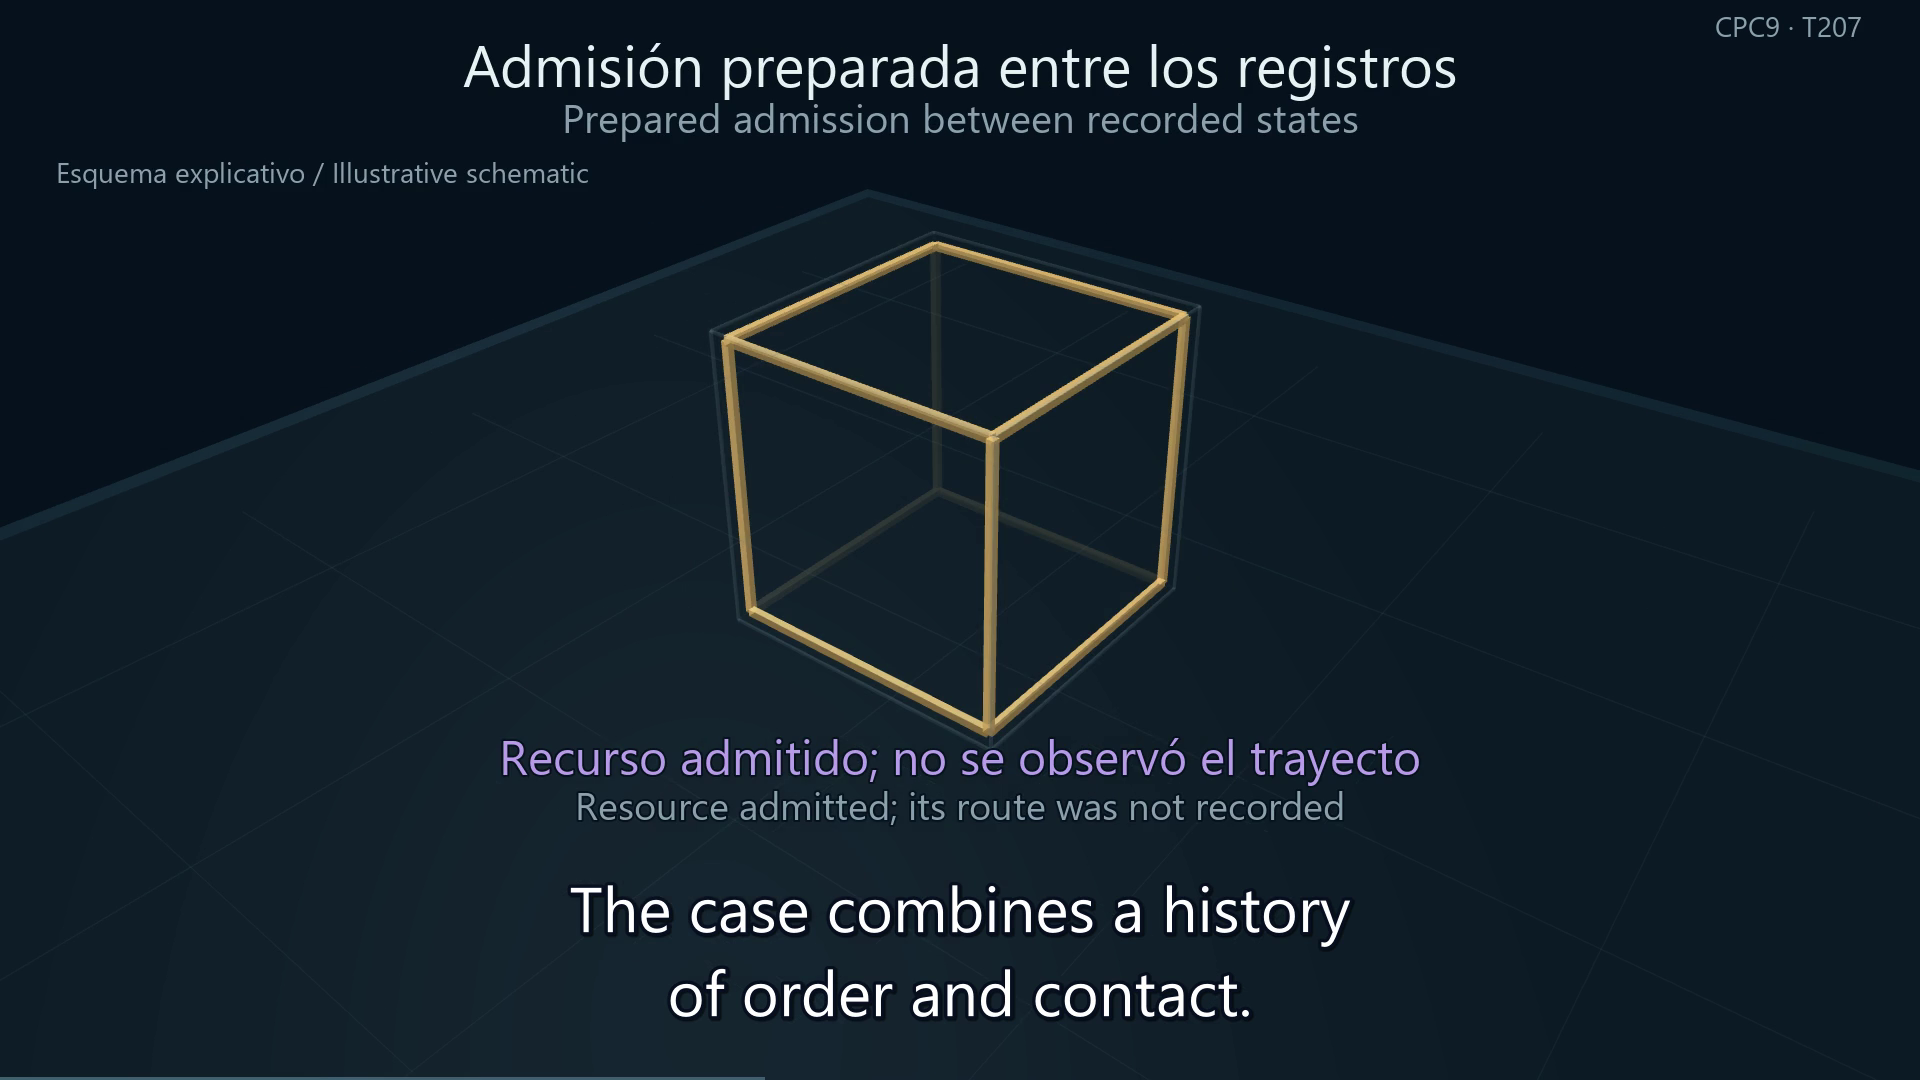 CPC9 · T207
Admisión preparada entre los registros
Prepared admission between recorded states
Esquema explicativo / Illustrative schematic
Recurso admitido; no se observó el trayecto
Resource admitted; its route was not recorded
The case combines a history
of order and contact.